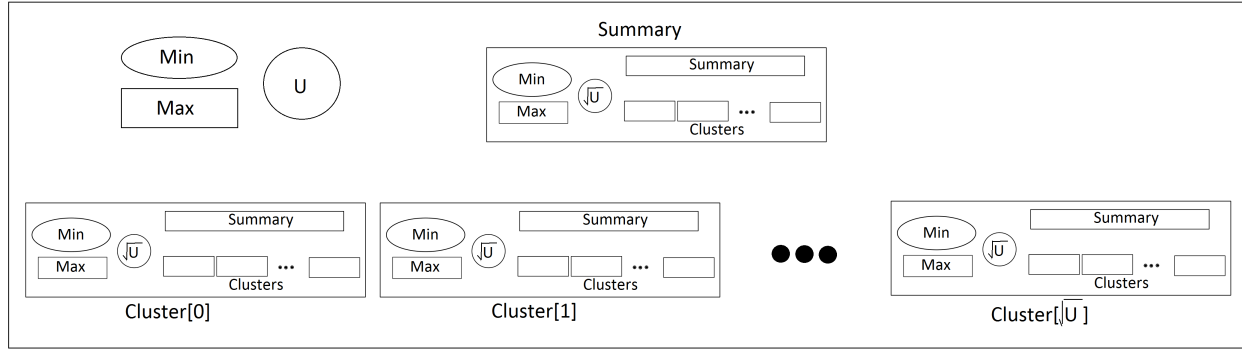 Min
Max
U
Summary
Min
Max
√U
Summary
...
Clusters
Min
Max
√U
Summary
...
Clusters
Cluster[0]
Min
Max
√U
Summary
...
Clusters
Cluster[1]
Min
Max
√U
Summary
...
Clusters
Cluster[√U ]